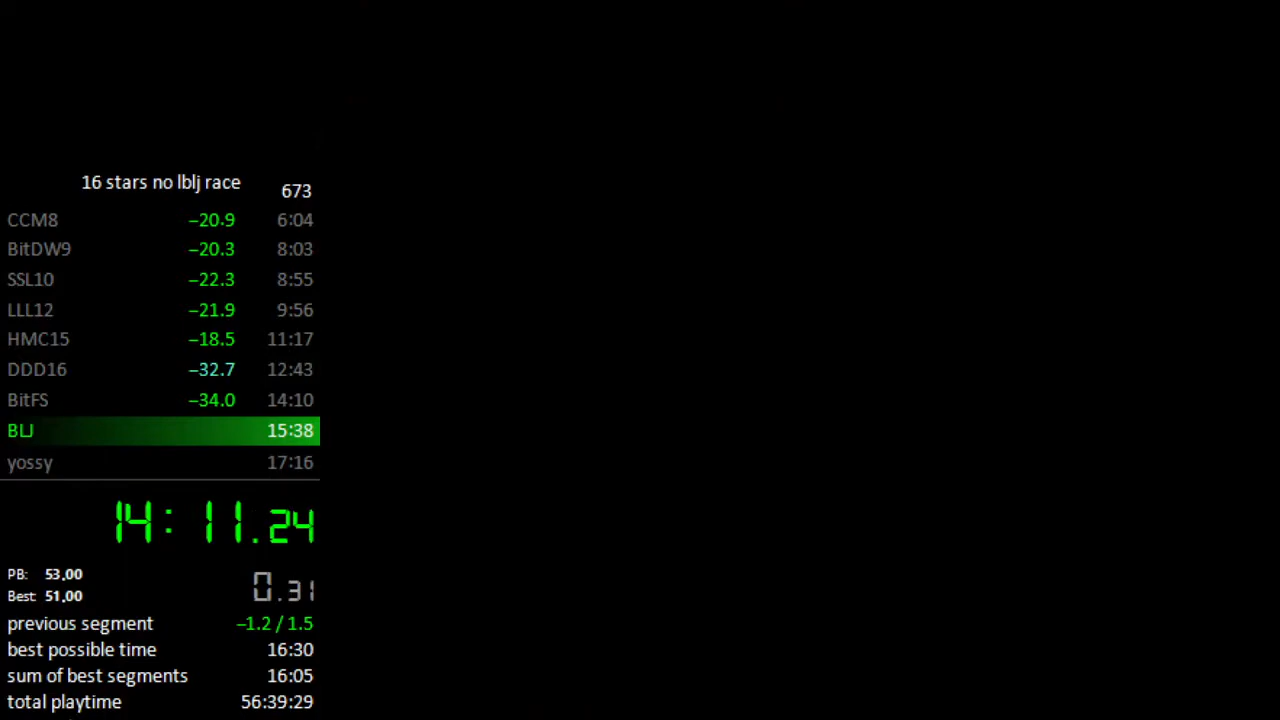 16 stars no lblj race
673
CCM8 −20.9 6:04
BitDW9 −20.3 8:03
SSL10 −22.3 8:55
LLL12 −21.9 9:56
HMC15 −18.5 11:17
DDD16 −32.7 12:43
BitFS −34.0 14:10
BLJ 15:38
yossy 17:16
14:11.24
PB: 53.00
0.31
Best: 51.00
previous segment −1.2 / 1.5
best possible time 16:30
sum of best segments 16:05
total playtime 56:39:29